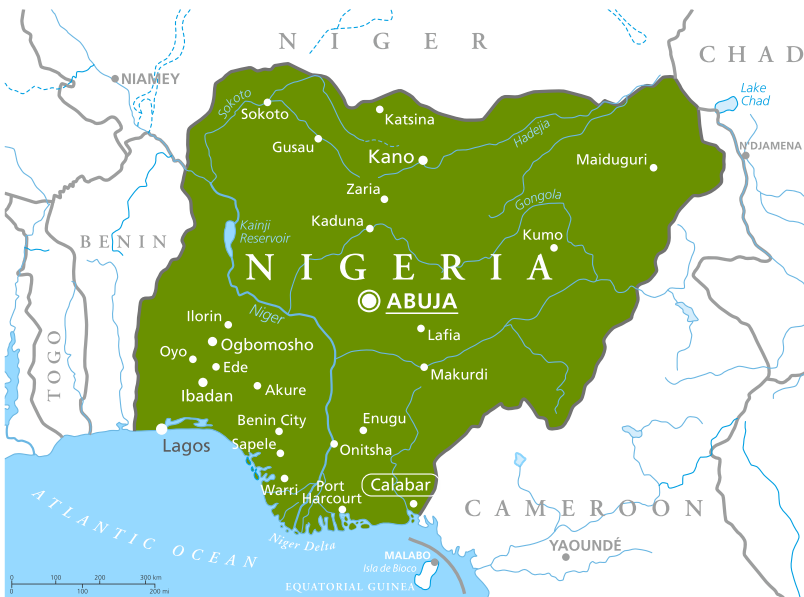 NIGER
CHAD
NIAMEY
Lake
Chad
Sokoto
Sokoto
Katsina
Hadejia
Gusau
Kano
N'DJAMENA
Maiduguri
Zaria
Gongola
Kaduna
Kainji
Reservoir
Kumo
BENIN
NIGERIA
ABUJA
Niger
Ilorin
Lafia
Ogbomosho
Oyo
Ede
Makurdi
TOGO
Ibadan
Akure
Benin City
Enugu
Lagos
Sapele
Onitsha
Warri
Port
Harcourt
Calabar
CAMEROON
ATLANTIC OCEAN
Niger Delta
YAOUNDÉ
MALABO
Isla de Bioco
EQUATORIAL GUINEA
0 100 200 300 km
0 100 200 mi